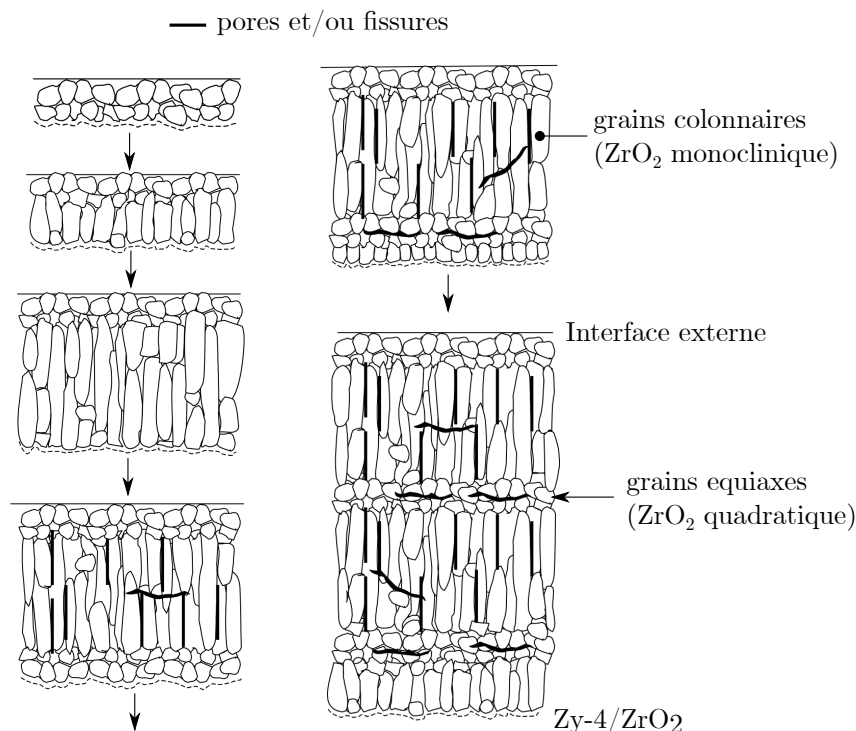 pores et/ou fissures
grains colonnaires
(ZrO₂ monoclinique)
Interface externe
grains equiaxes
(ZrO₂ quadratique)
Zy-4/ZrO₂